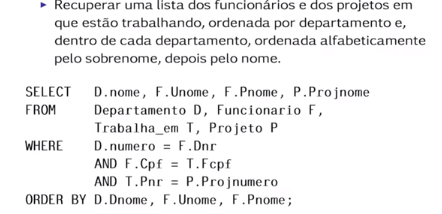 ▸ Recuperar uma lista dos funcionários e dos projetos em
que estão trabalhando, ordenada por departamento e,
dentro de cada departamento, ordenada alfabeticamente
pelo sobrenome, depois pelo nome.
SELECT D.nome, F.Unome, F.Pnome, P.Projnome
FROM Departamento D, Funcionario F,
Trabalha_em T, Projeto P
WHERE D.numero = F.Dnr
AND F.Cpf = T.Fcpf
AND T.Pnr = P.Projnumero
ORDER BY D.Dnome, F.Unome, F.Pnome;